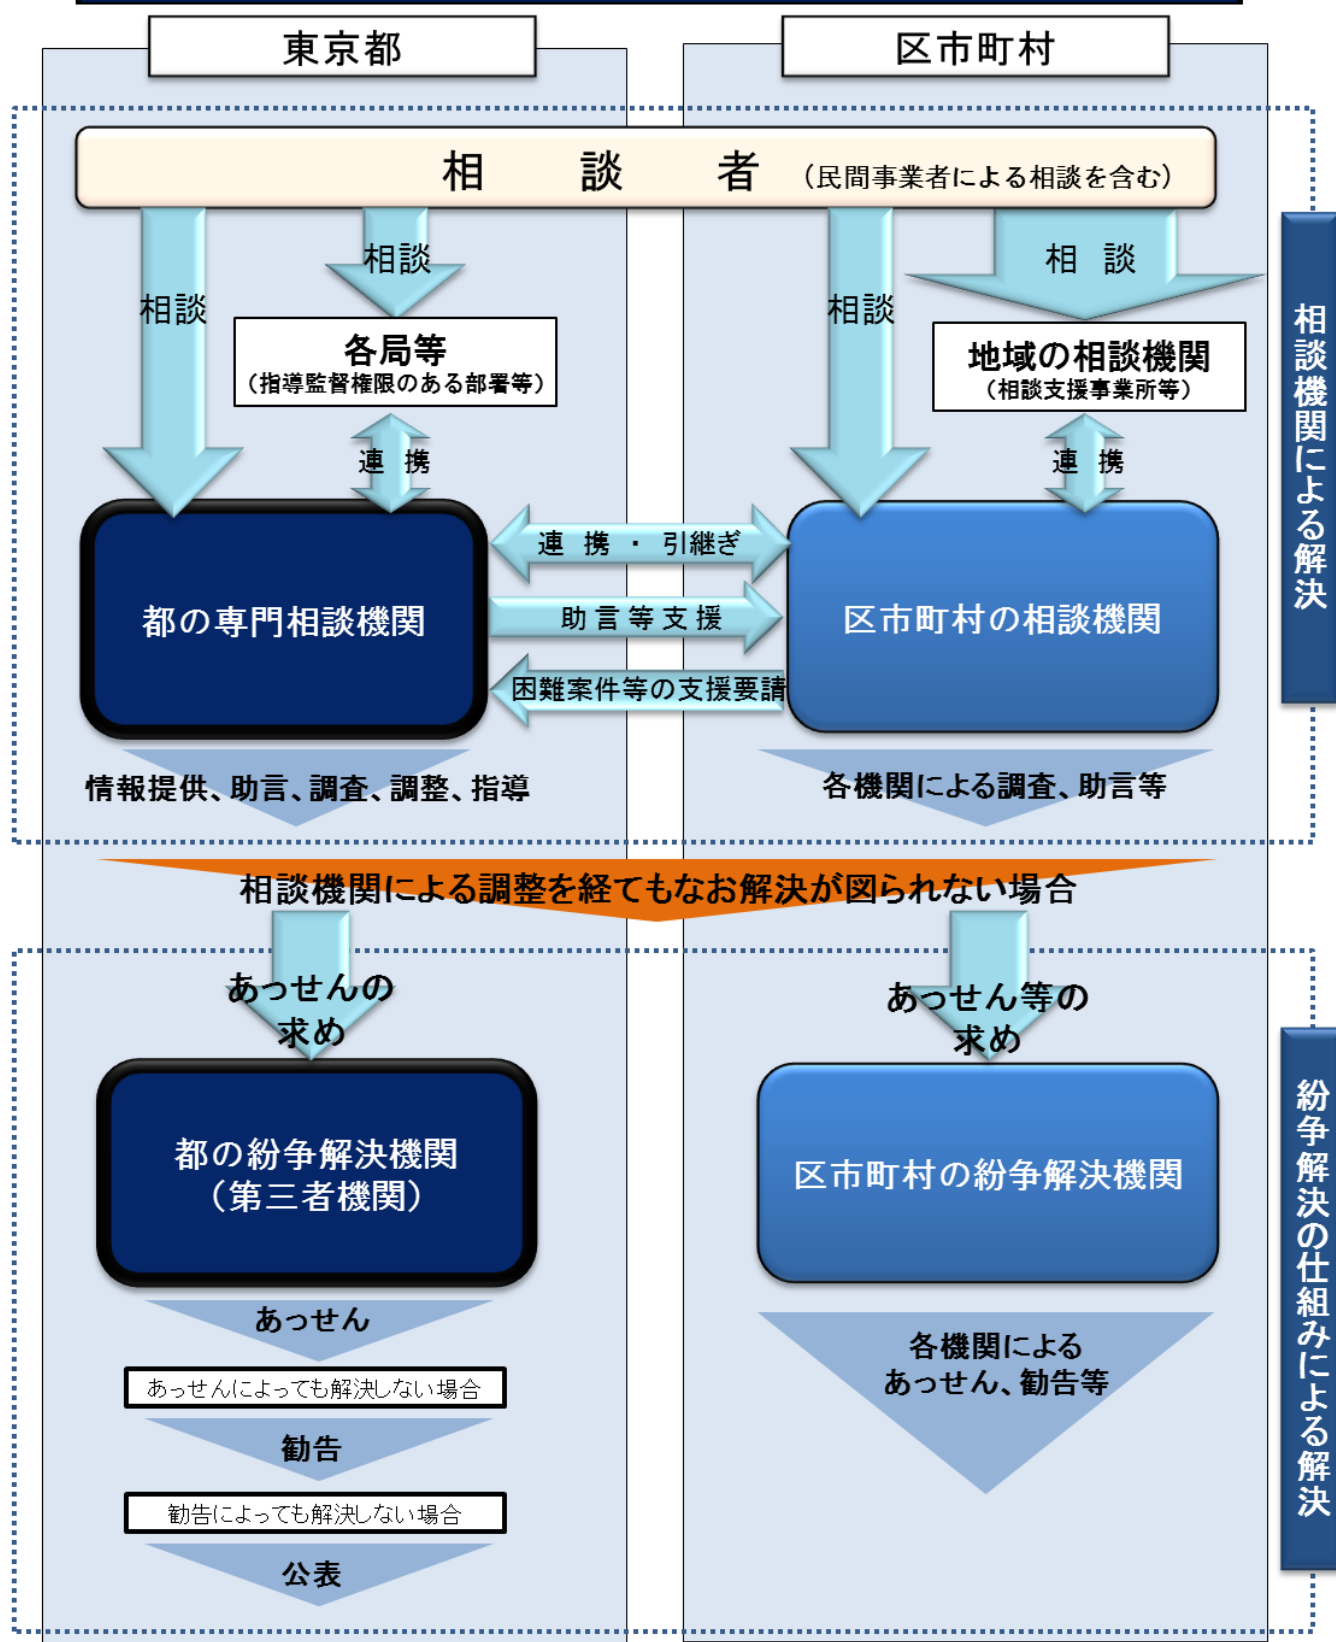 東京都
区市町村
相談者（民間事業者による相談を含む）
相談
相談
相談
相談
各局等
（指導監督権限のある部署等）
地域の相談機関
（相談支援事業所等）
連携
連携
都の専門相談機関
連携・引継ぎ
助言等支援
困難案件等の支援要請
区市町村の相談機関
情報提供、助言、調査、調整、指導
各機関による調査、助言等
相談機関による解決
相談機関による調整を経てもなお解決が図られない場合
あっせんの
求め
あっせん等の
求め
都の紛争解決機関
（第三者機関）
区市町村の紛争解決機関
あっせん
あっせんによっても解決しない場合
勧告
勧告によっても解決しない場合
公表
各機関による
あっせん、勧告等
紛争解決の仕組みによる解決